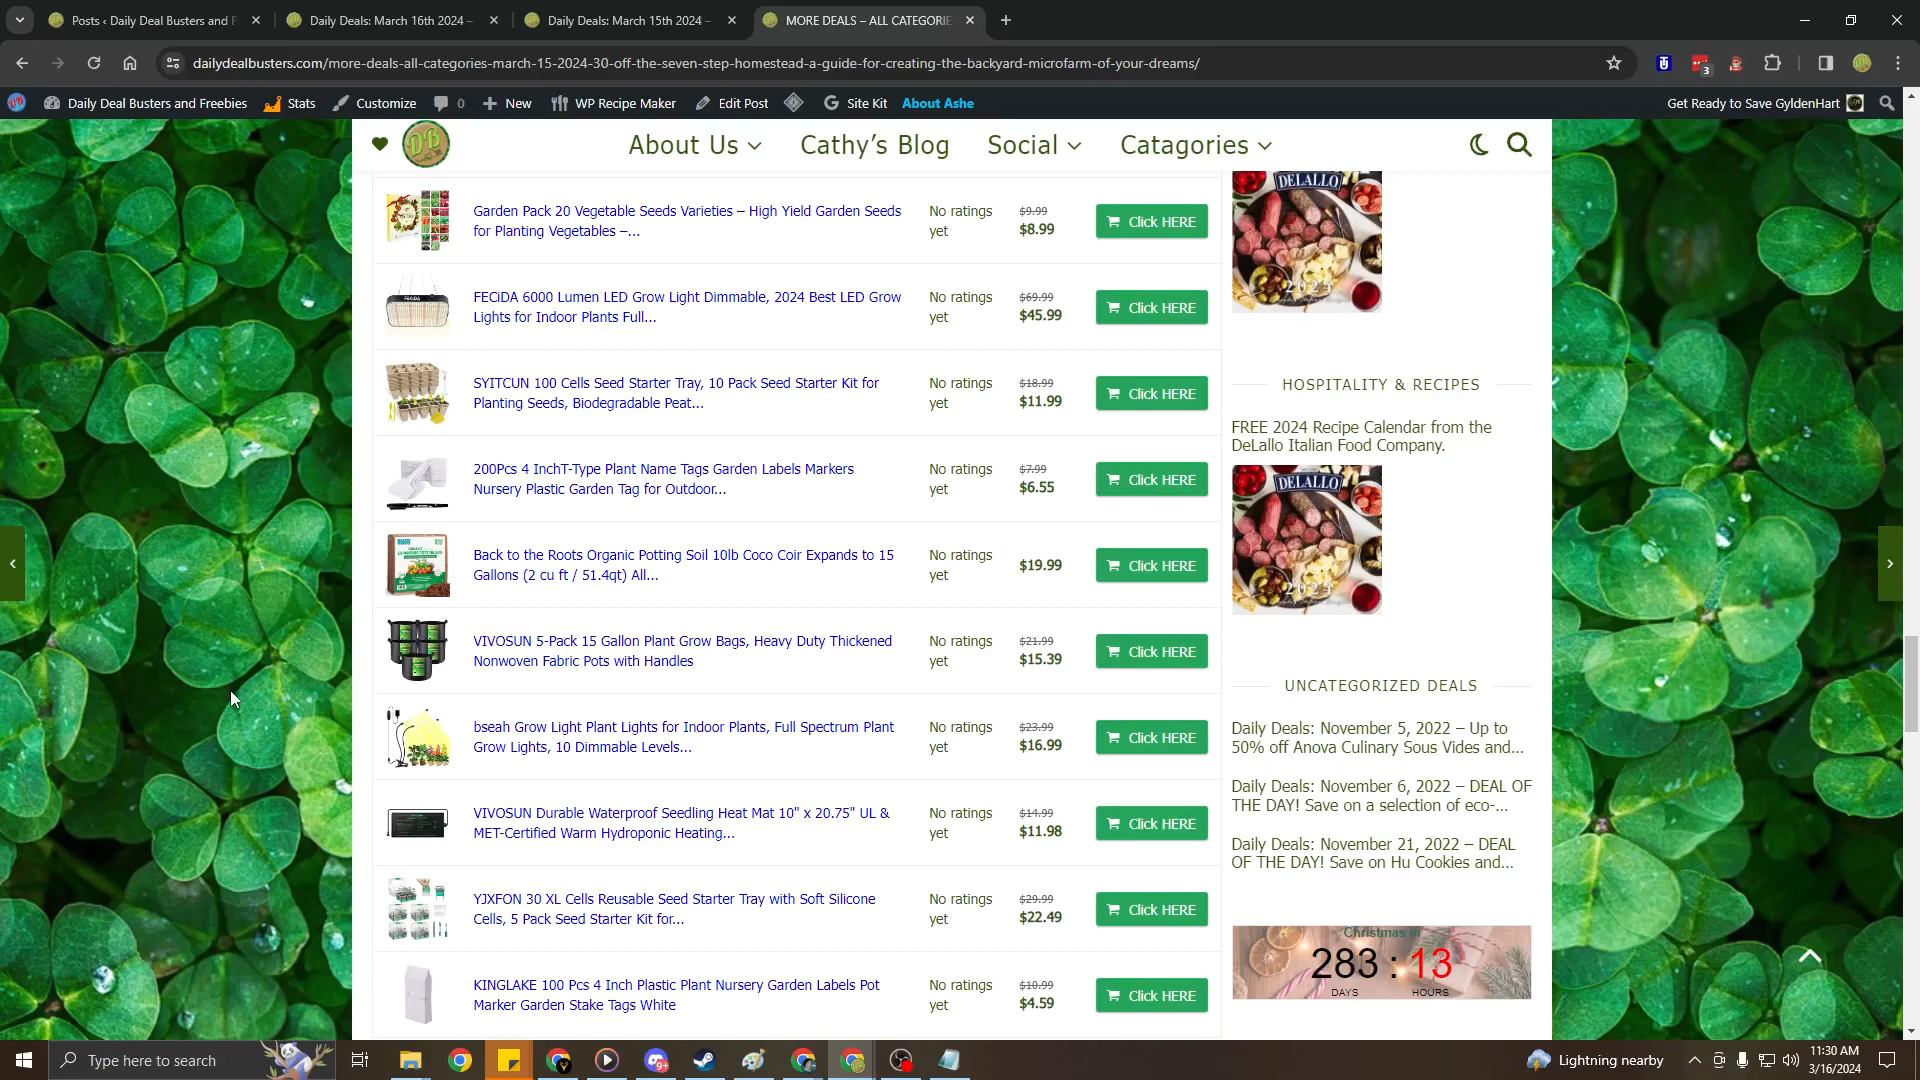 Posts ‹ Daily Deal Busters and F
Daily Deals: March 16th 2024 –
Daily Deals: March 15th 2024 –
MORE DEALS – ALL CATEGORIE
dailydealbusters.com/more-deals-all-categories-march-15-2024-30-off-the-seven-step-homestead-a-guide-for-creating-the-backyard-microfarm-of-your-dreams/
3
Daily Deal Busters and Freebies
Stats
Customize
0
New
WP Recipe Maker
Edit Post
Site Kit
About Ashe
Get Ready to Save GyldenHart
DB
About Us
Cathy’s Blog
Social
Catagories
Garden Pack 20 Vegetable Seeds Varieties – High Yield Garden Seeds
for Planting Vegetables –...
No ratings
yet
$9.99
$8.99
Click HERE
FECiDA 6000 Lumen LED Grow Light Dimmable, 2024 Best LED Grow
Lights for Indoor Plants Full...
No ratings
yet
$69.99
$45.99
Click HERE
SYITCUN 100 Cells Seed Starter Tray, 10 Pack Seed Starter Kit for
Planting Seeds, Biodegradable Peat...
No ratings
yet
$18.99
$11.99
Click HERE
200Pcs 4 InchT-Type Plant Name Tags Garden Labels Markers
Nursery Plastic Garden Tag for Outdoor...
No ratings
yet
$7.99
$6.55
Click HERE
Back to the Roots Organic Potting Soil 10lb Coco Coir Expands to 15
Gallons (2 cu ft / 51.4qt) All...
No ratings
yet
$19.99
Click HERE
VIVOSUN 5-Pack 15 Gallon Plant Grow Bags, Heavy Duty Thickened
Nonwoven Fabric Pots with Handles
No ratings
yet
$21.99
$15.39
Click HERE
bseah Grow Light Plant Lights for Indoor Plants, Full Spectrum Plant
Grow Lights, 10 Dimmable Levels...
No ratings
yet
$23.99
$16.99
Click HERE
VIVOSUN Durable Waterproof Seedling Heat Mat 10" x 20.75" UL &
MET-Certified Warm Hydroponic Heating...
No ratings
yet
$14.99
$11.98
Click HERE
YJXFON 30 XL Cells Reusable Seed Starter Tray with Soft Silicone
Cells, 5 Pack Seed Starter Kit for...
No ratings
yet
$29.99
$22.49
Click HERE
KINGLAKE 100 Pcs 4 Inch Plastic Plant Nursery Garden Labels Pot
Marker Garden Stake Tags White
No ratings
yet
$10.99
$4.59
Click HERE
DELALLO
2024
HOSPITALITY & RECIPES
FREE 2024 Recipe Calendar from the
DeLallo Italian Food Company.
DELALLO
2024
UNCATEGORIZED DEALS
Daily Deals: November 5, 2022 – Up to
50% off Anova Culinary Sous Vides and...
Daily Deals: November 6, 2022 – DEAL OF
THE DAY! Save on a selection of eco-...
Daily Deals: November 21, 2022 – DEAL
OF THE DAY! Save on Hu Cookies and...
Christmas in
283 : 13
DAYS
HOURS
Type here to search
9+
Lightning nearby
11:30 AM
3/16/2024